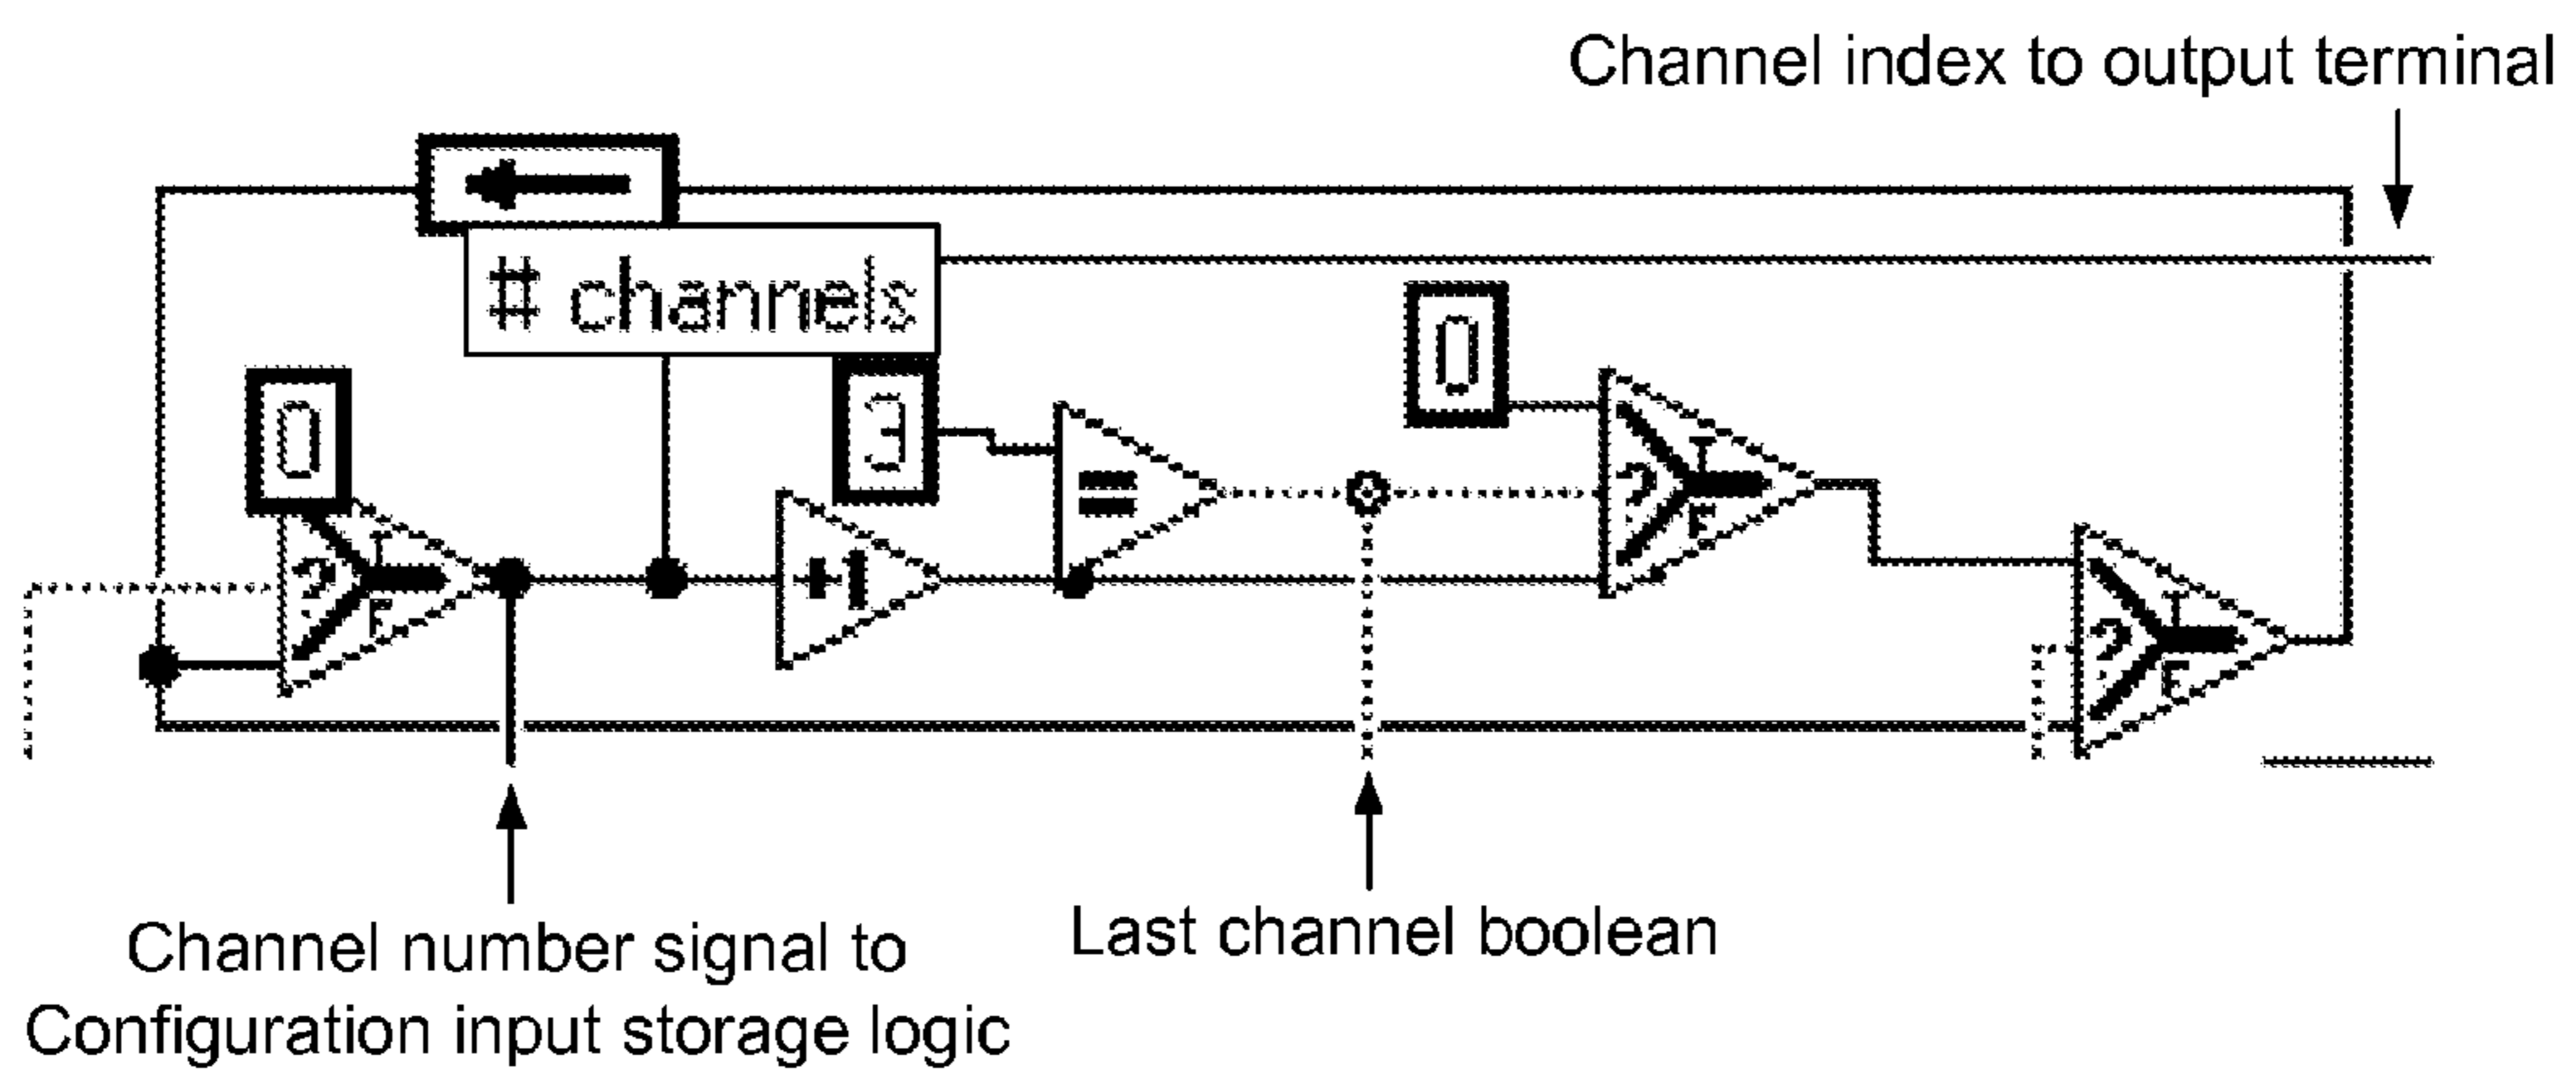 Channel index to output terminal
# channels
0
3
0
? T F
+1
=
? T F
? T F
Channel number signal to
Configuration input storage logic
Last channel boolean